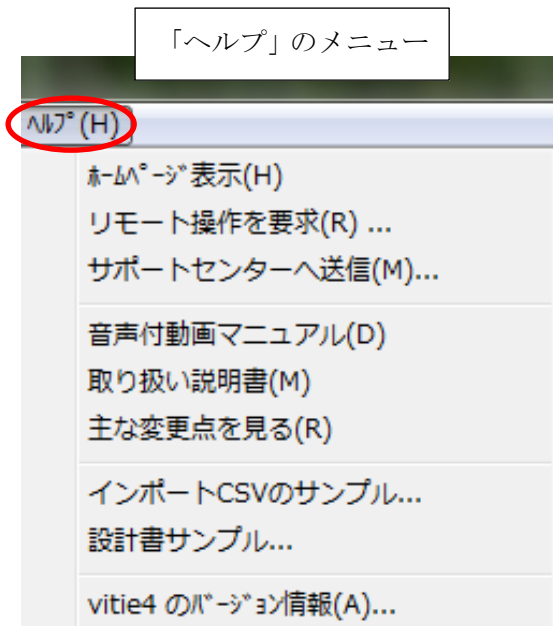 「ヘルプ」のメニュー
ﾍﾙﾌﾟ(H)
ﾎｰﾑﾍﾟｰｼﾞ表示(H)
リモート操作を要求(R) ...
サポートセンターへ送信(M)...
音声付動画マニュアル(D)
取り扱い説明書(M)
主な変更点を見る(R)
インポートCSVのサンプル...
設計書サンプル...
vitie4 のﾊﾞｰｼﾞｮﾝ情報(A)...